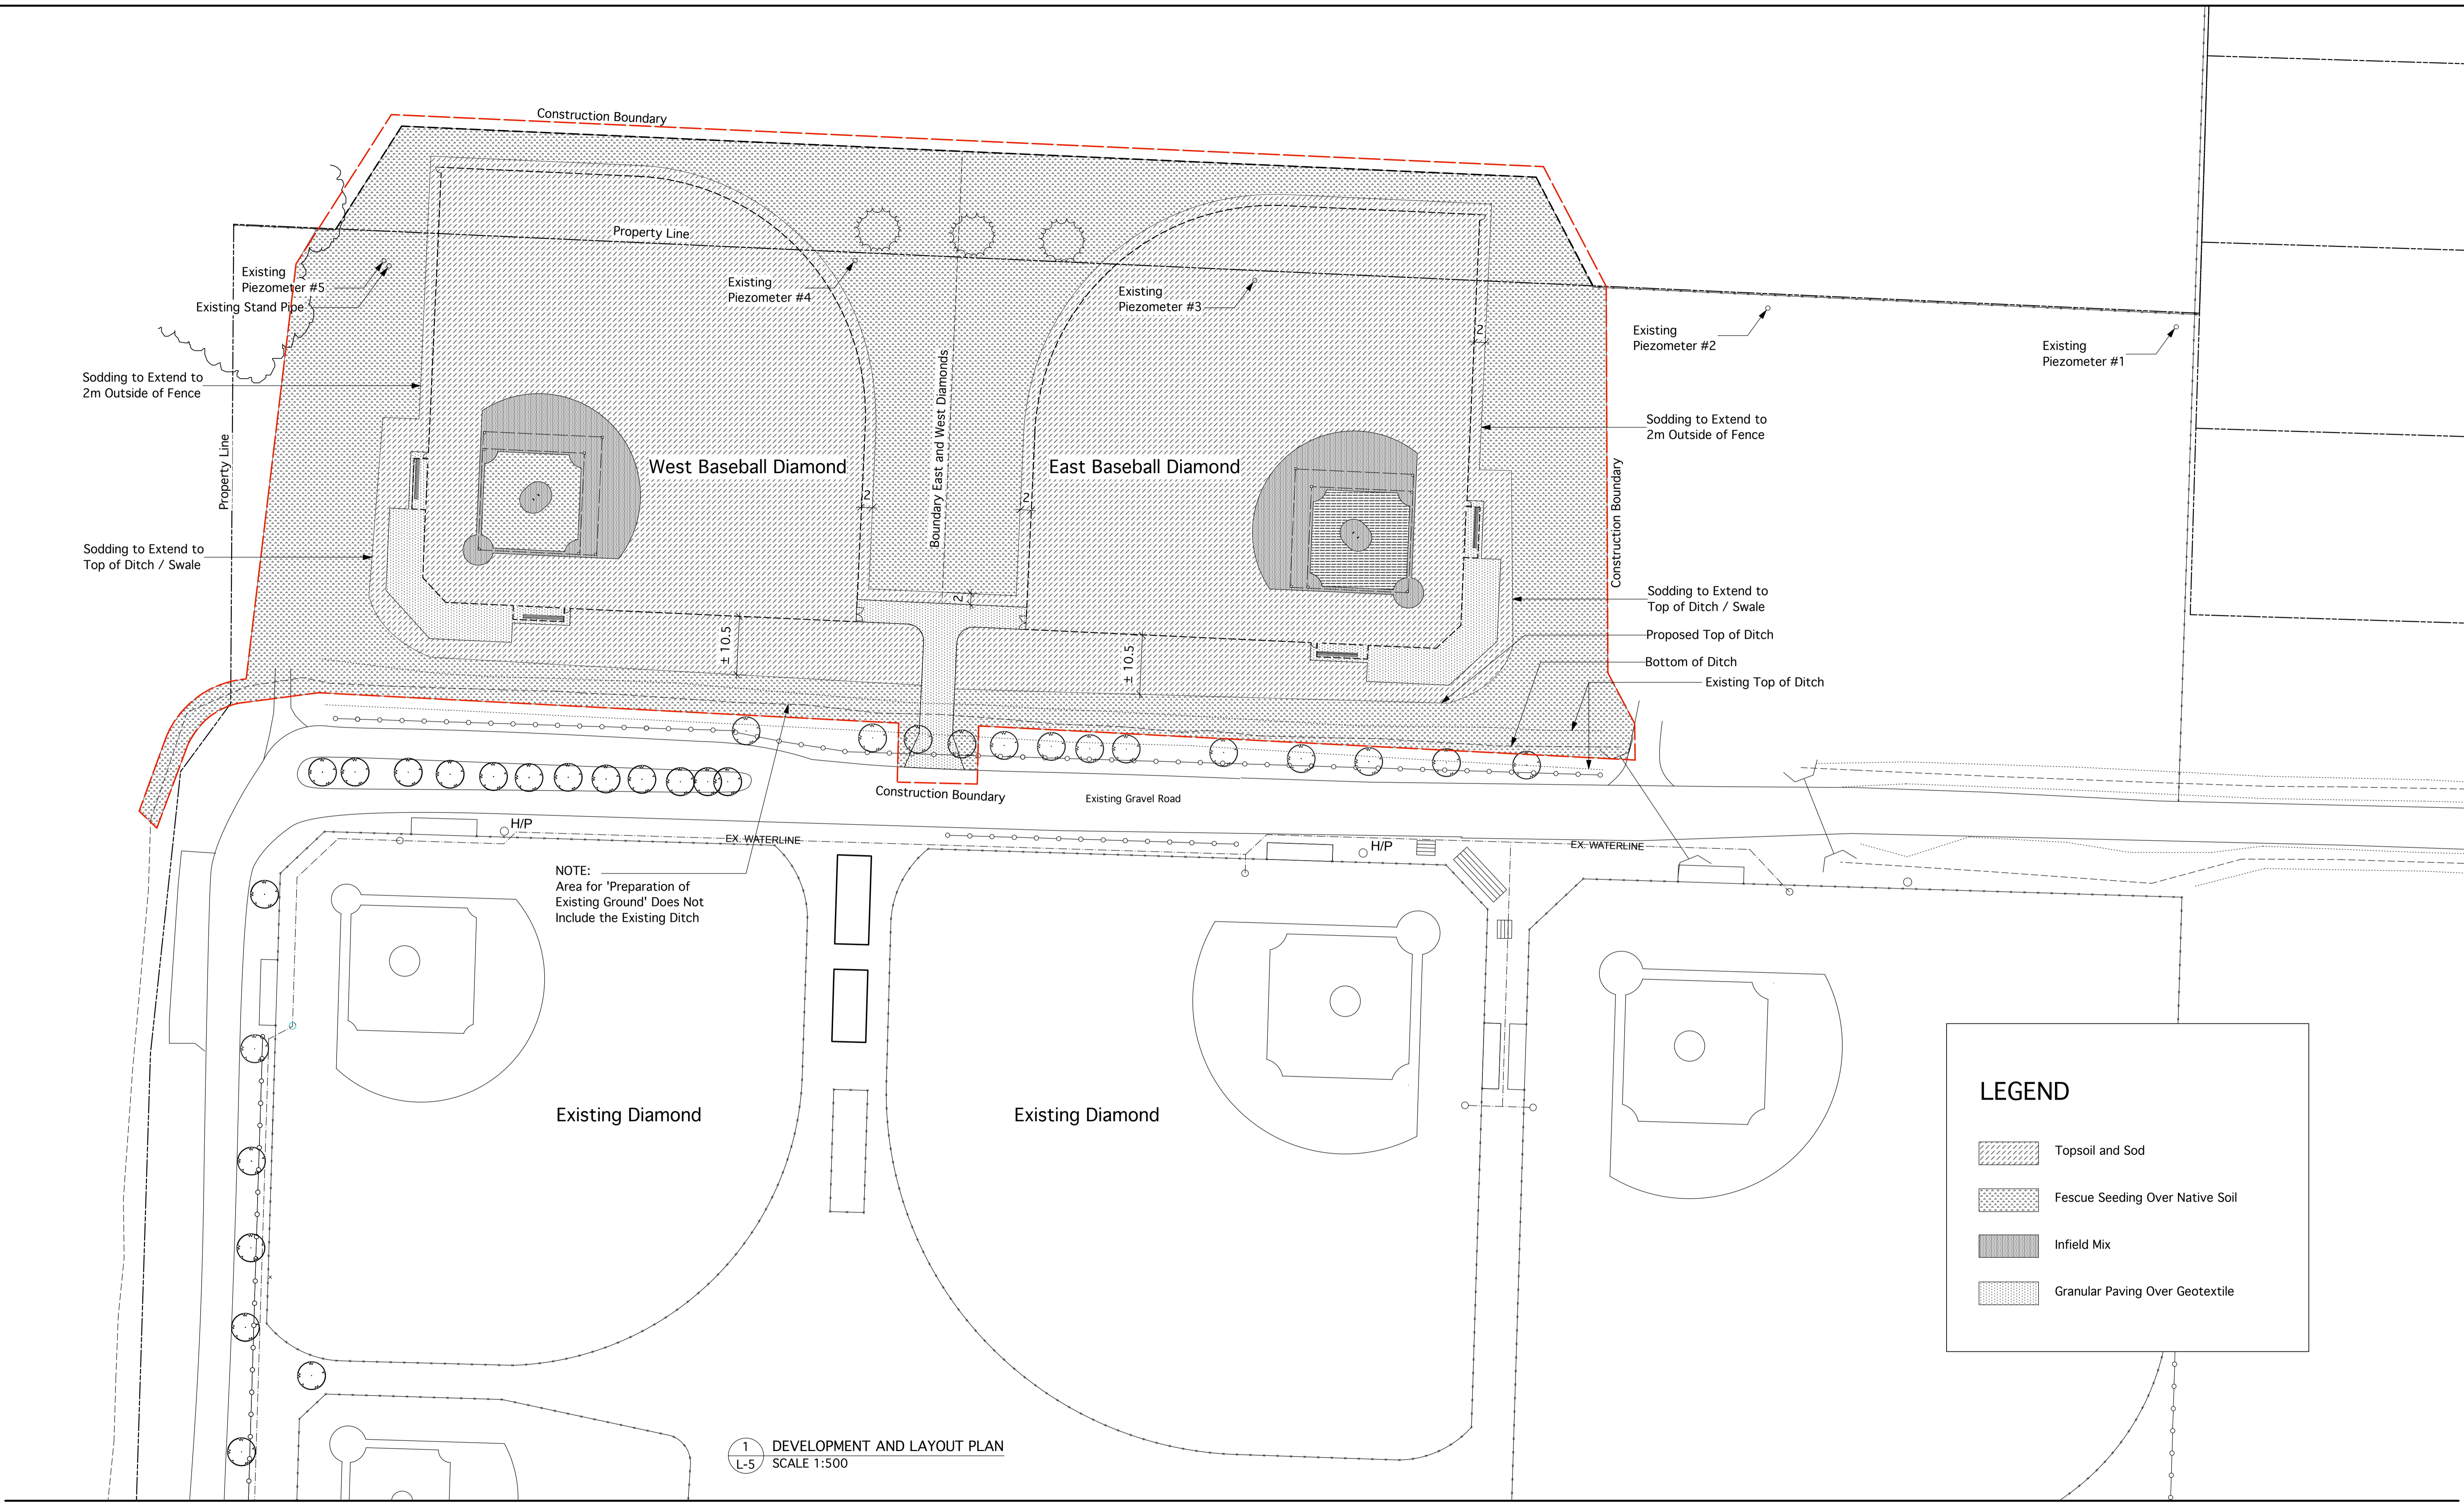 Construction Boundary
Property Line
Existing
Piezometer #5
Existing Stand Pipe
Existing
Piezometer #4
Existing
Piezometer #3
Existing
Piezometer #2
Existing
Piezometer #1
2
Sodding to Extend to
2m Outside of Fence
Sodding to Extend to
2m Outside of Fence
Property Line
West Baseball Diamond
Boundary East and West Diamonds
East Baseball Diamond
Construction Boundary
2
2
Sodding to Extend to
Top of Ditch / Swale
2
Sodding to Extend to
Top of Ditch / Swale
± 10.5
± 10.5
Proposed Top of Ditch
Bottom of Ditch
Existing Top of Ditch
Construction Boundary
Existing Gravel Road
H/P
EX. WATERLINE
H/P
EX. WATERLINE
NOTE:
Area for 'Preparation of
Existing Ground' Does Not
Include the Existing Ditch
Existing Diamond
Existing Diamond
LEGEND
Topsoil and Sod
Fescue Seeding Over Native Soil
Infield Mix
Granular Paving Over Geotextile
1
L-5
DEVELOPMENT AND LAYOUT PLAN
SCALE 1:500